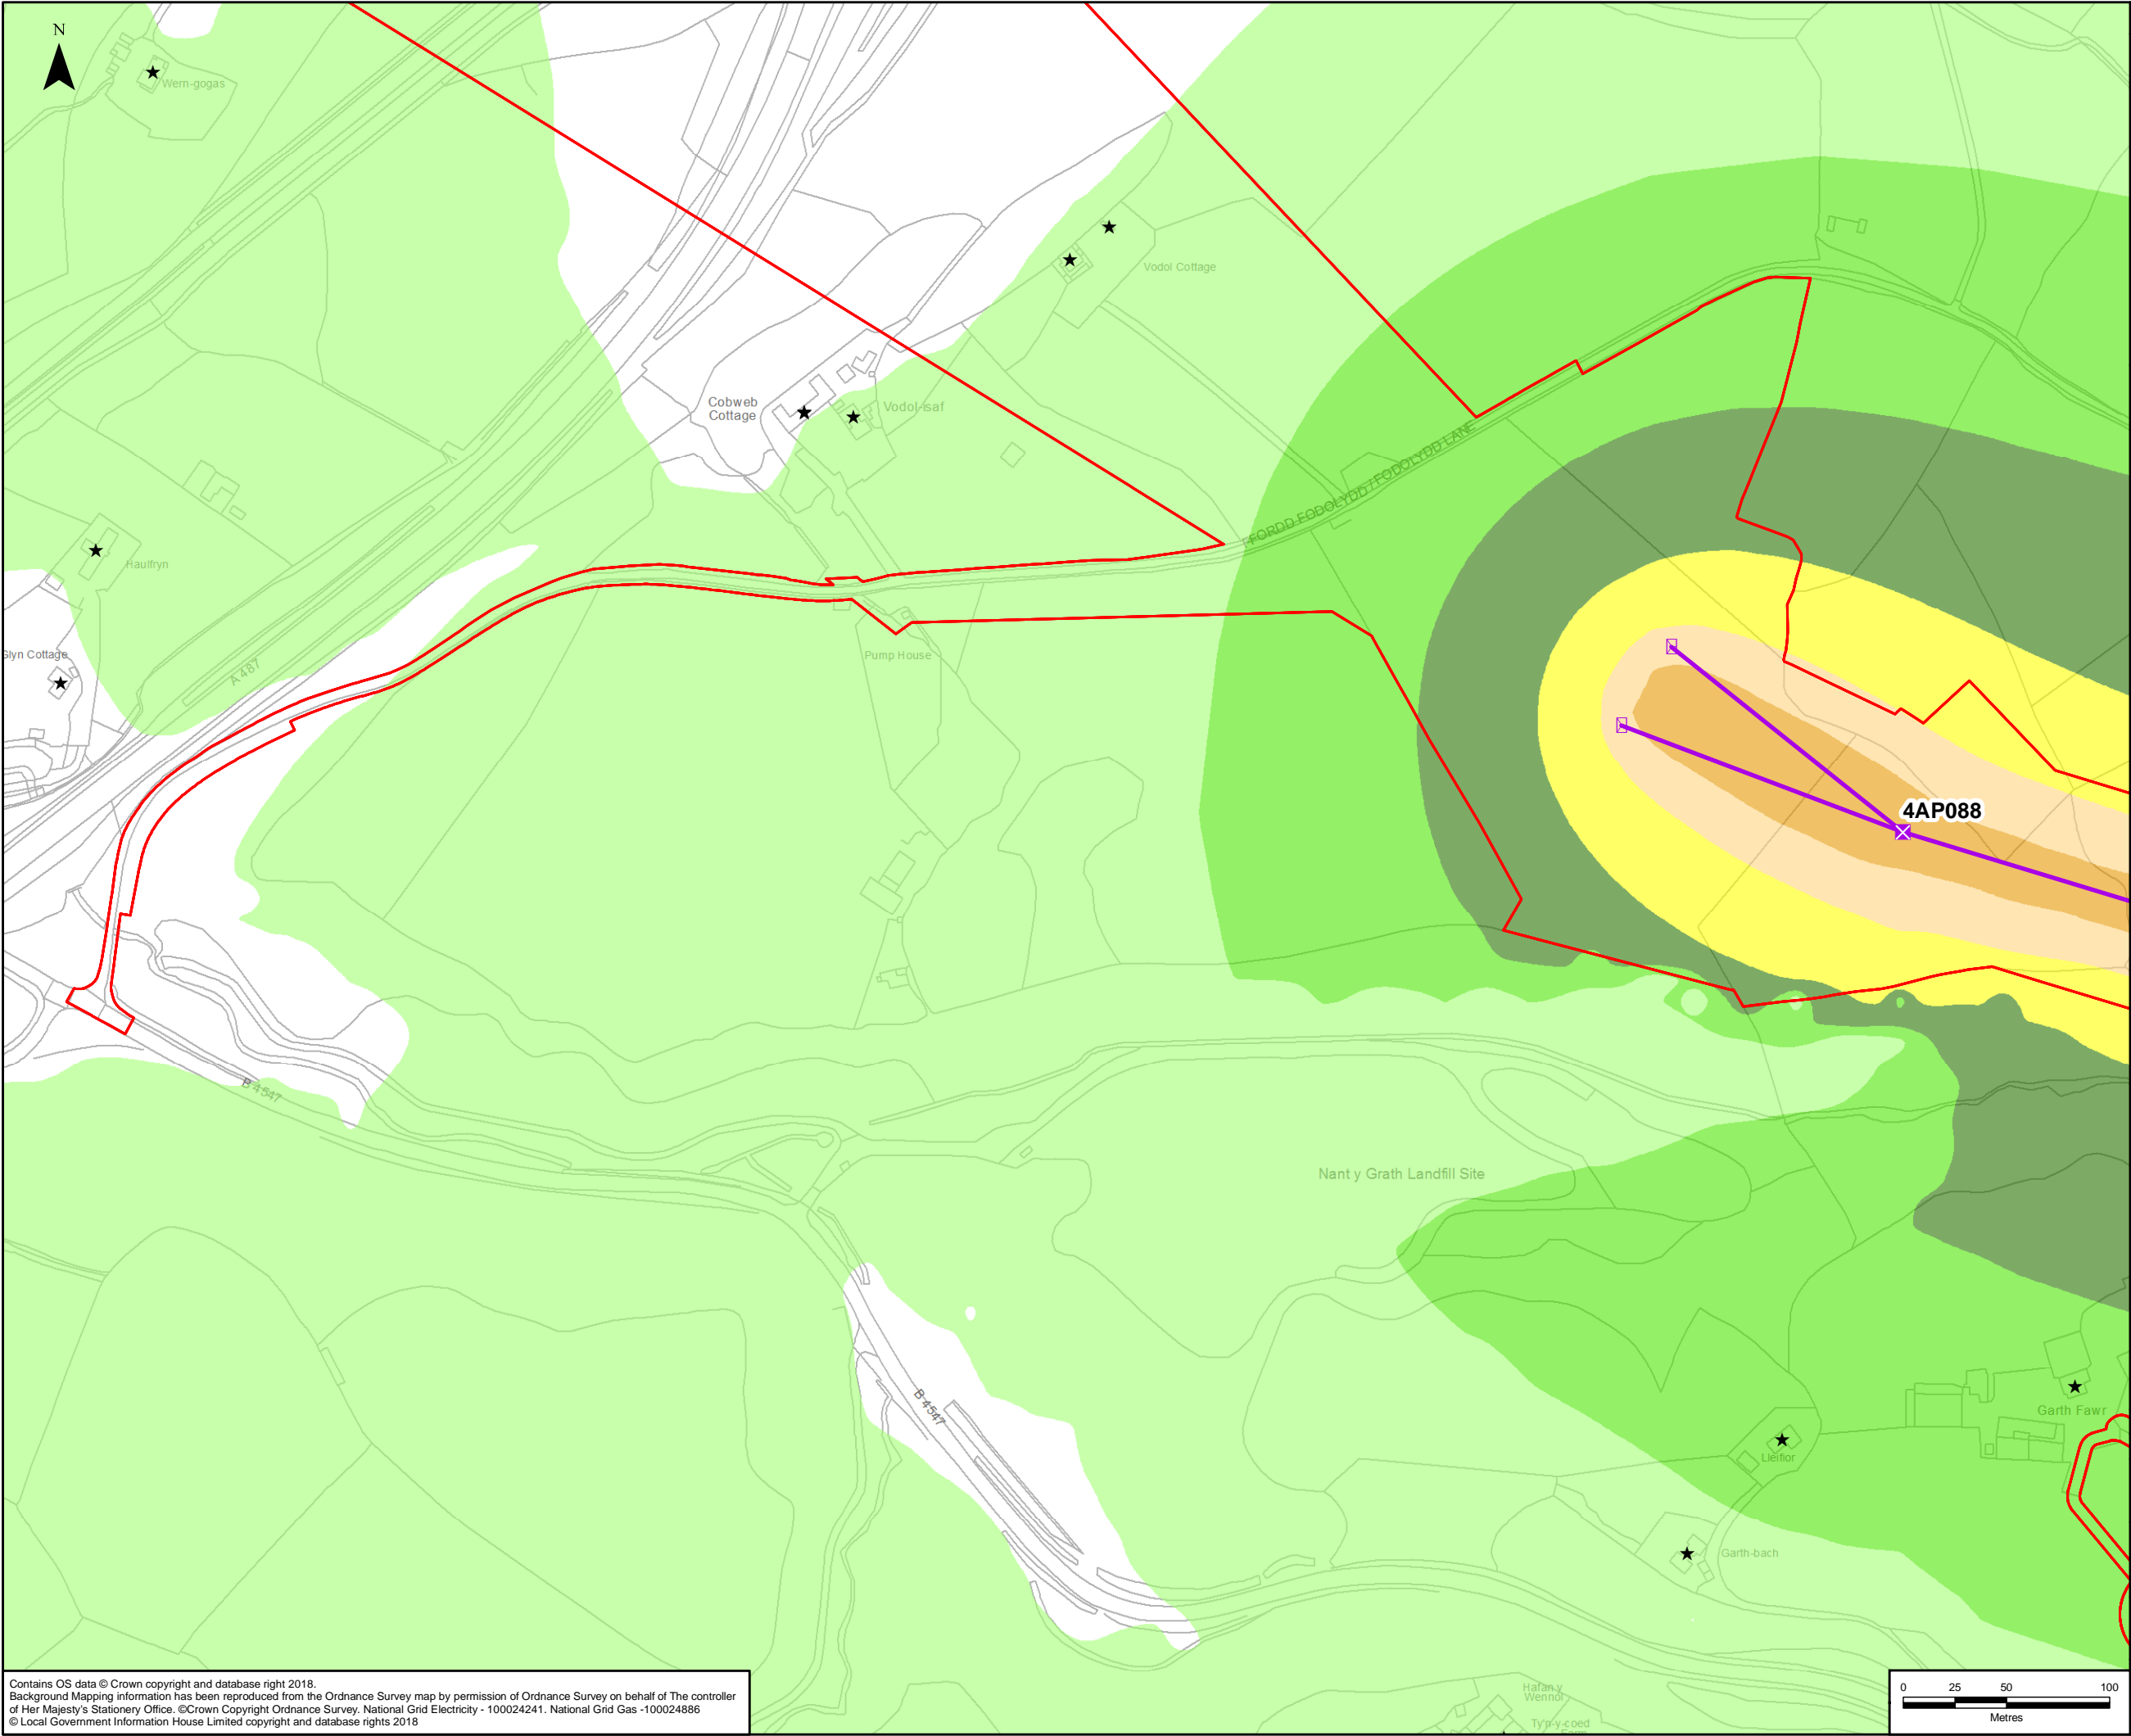 N
Wern-gogas
Vodol Cottage
Cobweb
Cottage
Vodol-isaf
FORDD FODOLYDD / FODOLYDD LANE
Haulfryn
Glyn Cottage
A 487
Pump House
4AP088
B 4547
Nant y Grath Landfill Site
B 4547
Garth Fawr
Lleifior
Garth-bach
Hafan y
Wennol
Ty'n-y-coed
Farm
Contains OS data © Crown copyright and database right 2018.
Background Mapping information has been reproduced from the Ordnance Survey map by permission of Ordnance Survey on behalf of The controller
of Her Majesty's Stationery Office. ©Crown Copyright Ordnance Survey. National Grid Electricity - 100024241. National Grid Gas -100024886
© Local Government Information House Limited copyright and database rights 2018
0 25 50 100
Metres